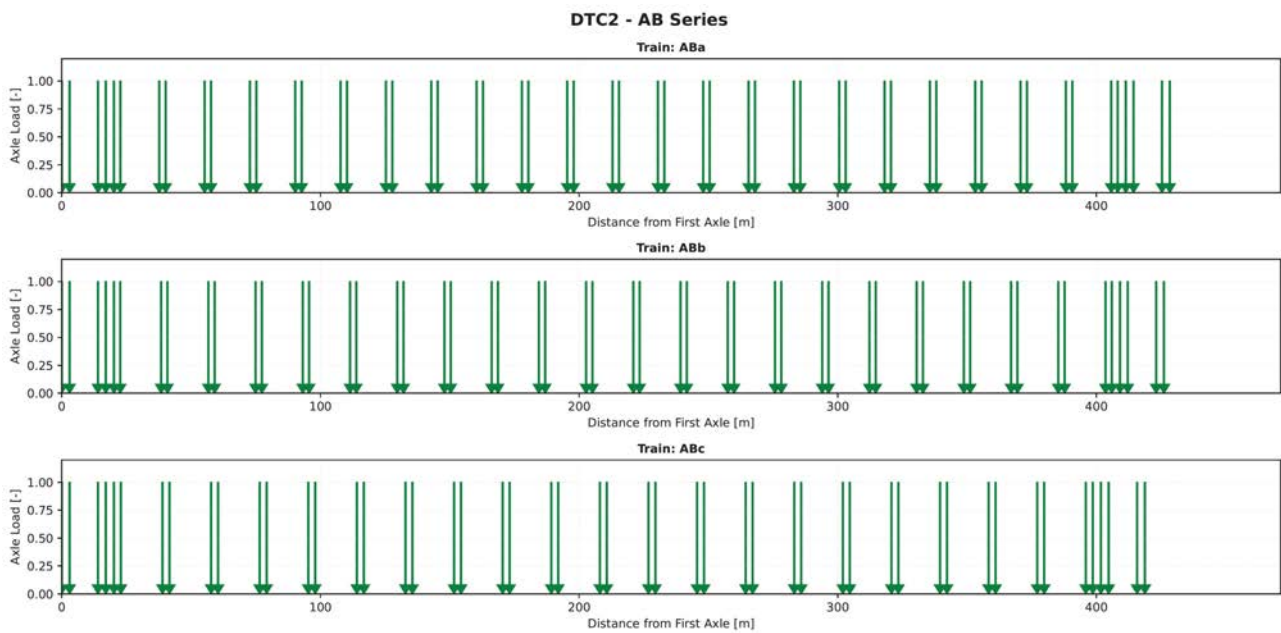 DTC2 - AB Series
Train: ABa
Axle Load [-]
1.00
0.75
0.50
0.25
0.00
0 100 200 300 400
Distance from First Axle [m]
Train: ABb
Axle Load [-]
1.00
0.75
0.50
0.25
0.00
0 100 200 300 400
Distance from First Axle [m]
Train: ABc
Axle Load [-]
1.00
0.75
0.50
0.25
0.00
0 100 200 300 400
Distance from First Axle [m]